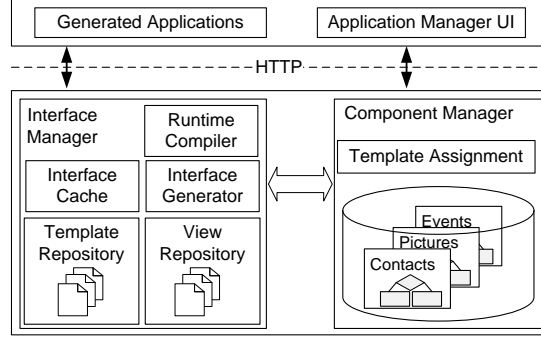 Generated Applications
Application Manager UI
HTTP
Interface
Manager
Runtime
Compiler
Interface
Cache
Interface
Generator
Template
Repository
View
Repository
Component Manager
Template Assignment
Events
Pictures
Contacts